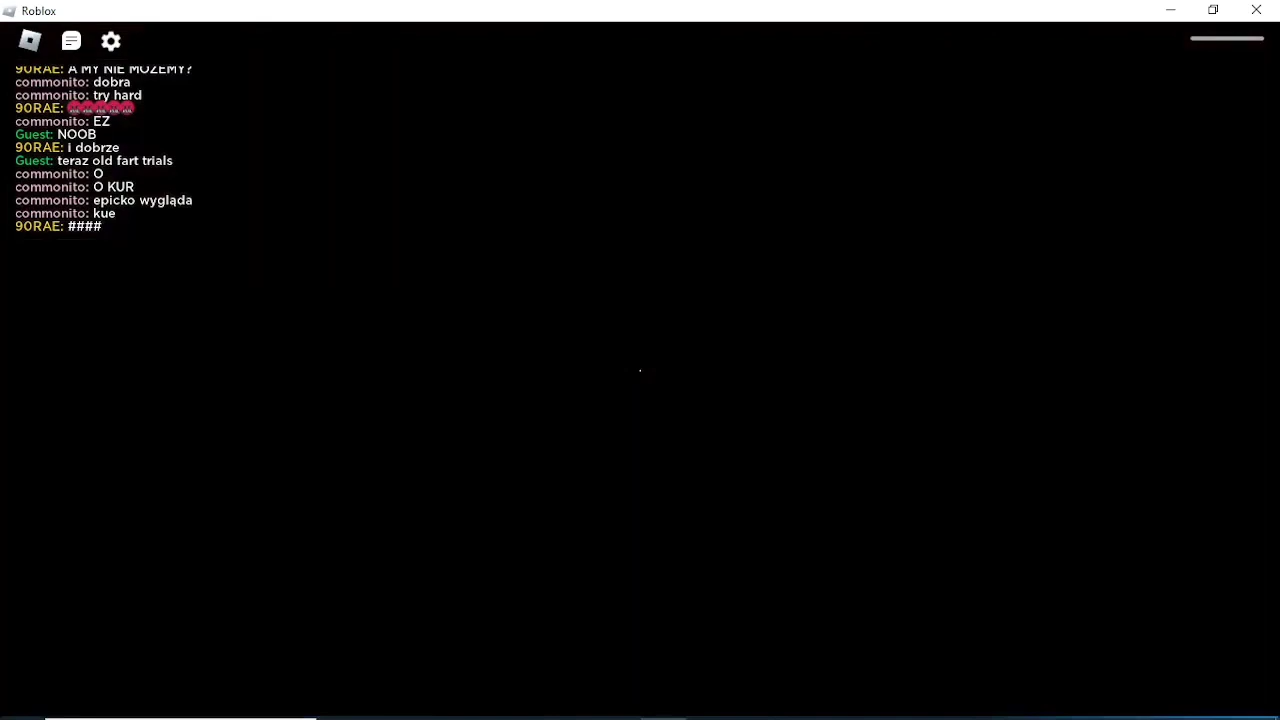 Roblox
90RAE: A MY NIE MOŻEMY?
commonito: dobra
commonito: try hard
90RAE:
commonito: EZ
Guest: NOOB
90RAE: i dobrze
Guest: teraz old fart trials
commonito: O
commonito: O KUR
commonito: epicko wygląda
commonito: kue
90RAE: ####